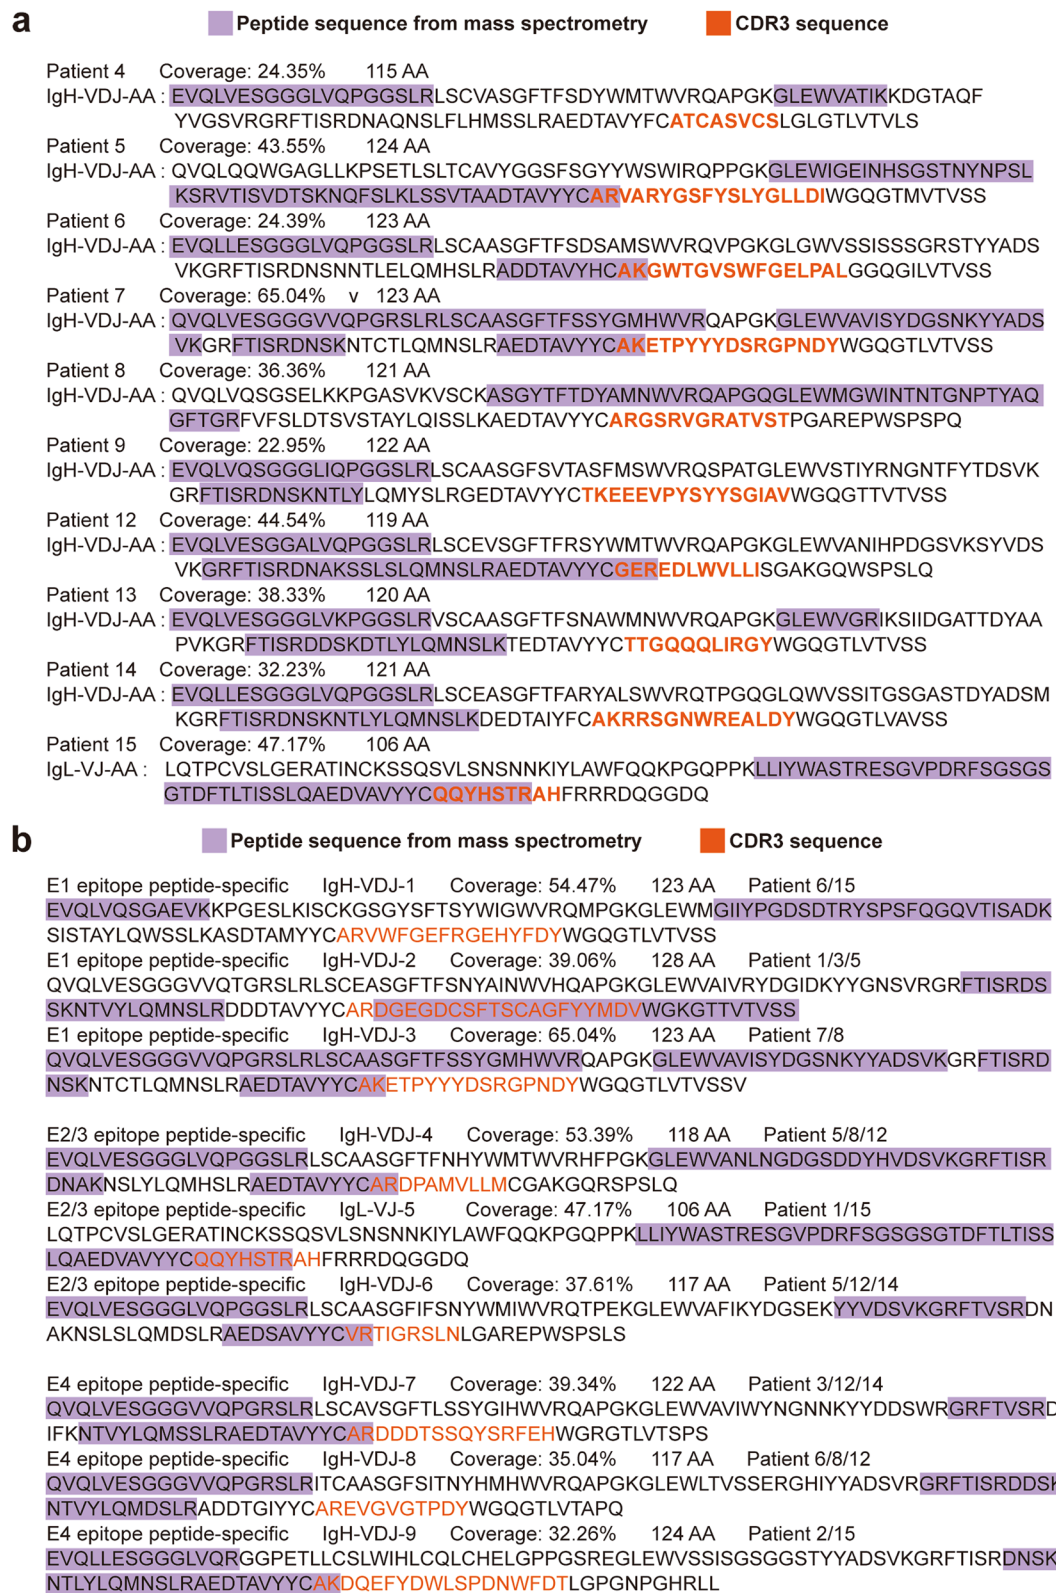 a
Peptide sequence from mass spectrometry CDR3 sequence
Patient 4 Coverage: 24.35% 115 AA
IgH-VDJ-AA : EVQLVESGGGLVQPGGSLRLSCVASGFTFSDYWMTWVRQAPGKGLEWVATIKKDGTAQF
YVGSVRGRFTISRDNAQNSLFLHMSSLRAEDTAVYFCATCASVCSLGLGTLVTVLS
Patient 5 Coverage: 43.55% 124 AA
IgH-VDJ-AA : QVQLQQWGAGLLKPSETLSLTCAVYGGSFSGYYWSWIRQPPGKGLEWIGEINHSGSTNYNPSL
KSRVTISVDTSKNQFSLKLSSVTAADTAVYYCARVARYGSFYSLYGLLDIWGQGTMVTVSS
Patient 6 Coverage: 24.39% 123 AA
IgH-VDJ-AA : EVQLLESGGGLVQPGGSLRLSCAASGFTFSDSAMSWVRQVPGKGLGWVSSISSSGRSTYYADS
VKGRFTISRDNSNNTLELQMHSLRADDTAVYHCAKGWTGVSWFGELPALGGQGILVTVSS
Patient 7 Coverage: 65.04% v 123 AA
IgH-VDJ-AA : QVQLVESGGGVVQPGRSLRLSCAASGFTFSSYGMHWVRQAPGKGLEWVAVISYDGSNKYYADS
VKGRFTISRDNSKNTCTLQMNSLRAEDTAVYYCAKETPYYYDSRGPNDYWGQGTLVTVSS
Patient 8 Coverage: 36.36% 121 AA
IgH-VDJ-AA : QVQLVQSGSELKKPGASVKVSCKASGYTFTDYAMNWVRQAPGQGLEWMGWINTNTGNPTYAQ
GFTGRFVFSLDTSVSTAYLQISSLKAEDTAVYYCARGSRVGRATVSTPGAREPWSPSPQ
Patient 9 Coverage: 22.95% 122 AA
IgH-VDJ-AA : EVQLVQSGGGLIQPGGSLRLSCAASGFSVTASFMSWVRQSPATGLEWVSTIYRNGNTFYTDSVK
GRFTISRDNSKNTLYLQMYSLRGEDTAVYYCTKEEEVPYSYYSGIAVWGQGTTVTVSS
Patient 12 Coverage: 44.54% 119 AA
IgH-VDJ-AA : EVQLVESGGALVQPGGSLRLSCEVSGFTFRSYWMTWVRQAPGKGLEWVANIHPDGSVKSYVDS
VKGRFTISRDNAKSSLSLQMNSLRAEDTAVYYCGEREDLWVLLISGAKGQWSPSLQ
Patient 13 Coverage: 38.33% 120 AA
IgH-VDJ-AA : EVQLVESGGGLVKPGGSLRVSCAASGFTFSNAWMNWVRQAPGKGLEWVGRIKSIIDGATTDYAA
PVKGRFTISRDDSKDTLYLQMNSLKTEDTAVYYCTTGQQQLIRGYWGQGTLVTVSS
Patient 14 Coverage: 32.23% 121 AA
IgH-VDJ-AA : EVQLLESGGGLVQPGGSLRLSCEASGFTFARYALSWVRQTPGQGLQWVSSITGSGASTDYADSM
KGRFTISRDNSKNTLYLQMNSLKDEDTAIYFCAKRRSGNWREALDYWGQGTLVAVSS
Patient 15 Coverage: 47.17% 106 AA
IgL-VJ-AA : LQTPCVSLGERATINCKSSQSVLSNSNNKIYLAWFQQKPGQPPKLLIYWASTRESGVPDRFSGSGS
GTDFTLTISSLQAEDVAVYYCQQYHSTRAHFRRRDQGGDQ
b
Peptide sequence from mass spectrometry CDR3 sequence
E1 epitope peptide-specific IgH-VDJ-1 Coverage: 54.47% 123 AA Patient 6/15
EVQLVQSGAEVKKPGESLKISCKGSGYSFTSYWIGWVRQMPGKGLEWMGIIYPGDSDTRYSPSFQGQVTISADK
SISTAYLQWSSLKASDTAMYYCARVWFGEFRGEHYFDYWGQGTLVTVSS
E1 epitope peptide-specific IgH-VDJ-2 Coverage: 39.06% 128 AA Patient 1/3/5
QVQLVESGGGVVQTGRSLRLSCEASGFTFSNYAINWVHQAPGKGLEWVAIVRYDGIDKYYGNSVRGRFTISRDS
SKNTVYLQMNSLRDDDTAVYYCARDGEGDCSFTSCAGFYYMDVWGKGTTVTVSS
E1 epitope peptide-specific IgH-VDJ-3 Coverage: 65.04% 123 AA Patient 7/8
QVQLVESGGGVVQPGRSLRLSCAASGFTFSSYGMHWVRQAPGKGLEWVAVISYDGSNKYYADSVKGRFTISRD
NSKNTCTLQMNSLRAEDTAVYYCAKETPYYYDSRGPNDYWGQGTLVTVSSV
E2/3 epitope peptide-specific IgH-VDJ-4 Coverage: 53.39% 118 AA Patient 5/8/12
EVQLVESGGGLVQPGGSLRLSCAASGFTFNHYWMTWVRHFPGKGLEWVANLNGDGSDDYHVDSVKGRFTISR
DNAKNSLYLQMHSLRAEDTAVYYCARDPAMVLLMCGAKGQRSPSLQ
E2/3 epitope peptide-specific IgL-VJ-5 Coverage: 47.17% 106 AA Patient 1/15
LQTPCVSLGERATINCKSSQSVLSNSNNKIYLAWFQQKPGQPPKLLIYWASTRESGVPDRFSGSGSGTDFTLTISS
LQAEDVAVYYCQQYHSTRAHFRRRDQGGDQ
E2/3 epitope peptide-specific IgH-VDJ-6 Coverage: 37.61% 117 AA Patient 5/12/14
EVQLVESGGGLVQPGGSLRLSCAASGFIFSNYWMIWVRQTPEKGLEWVAFIKYDGSEKYYVDSVKGRFTVSRDN
AKNSLSLQMDSLRAEDSAVYYCVRTIGRSLNLGAREPWSPSLS
E4 epitope peptide-specific IgH-VDJ-7 Coverage: 39.34% 122 AA Patient 3/12/14
QVQLVESGGGVVQPGRSLRLSCAVSGFTLSSYGIHWVRQAPGKGLEWVAVIWYNGNNKYYDDSWRGRFTVSRD
IFKNTVYLQMSSLRAEDTAVYYCARDDDTSSQYSRFEHWGRGTLVTSPS
E4 epitope peptide-specific IgH-VDJ-8 Coverage: 35.04% 117 AA Patient 6/8/12
QVQLVESGGGVVQPGRSLRITCAASGFSITNYHMHWVRQAPGKGLEWLTVSSERGHIYYADSVRGRFTISRDDSK
NTVYLQMDSLRADDTGIYYCAREVGVGTPDYWGQGTLVTAPQ
E4 epitope peptide-specific IgH-VDJ-9 Coverage: 32.26% 124 AA Patient 2/15
EVQLLESGGGLVQRGGPETLLCSLWIHLCQLCHELGPPGSREGLEWVSSISGSGGSTYYADSVKGRFTISRDNSK
NTLYLQMNSLRAEDTAVYYCAKDQEFYDWLSPDNWFDTLGPGNPGHRLL